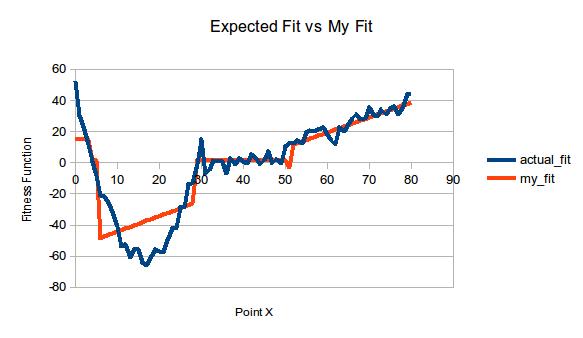 Expected Fit vs My Fit
60
40
20
0
-20
-40
-60
-80
0 10 20 30 40 50 60 70 80 90
Fitness Function
Point X
actual_fit
my_fit